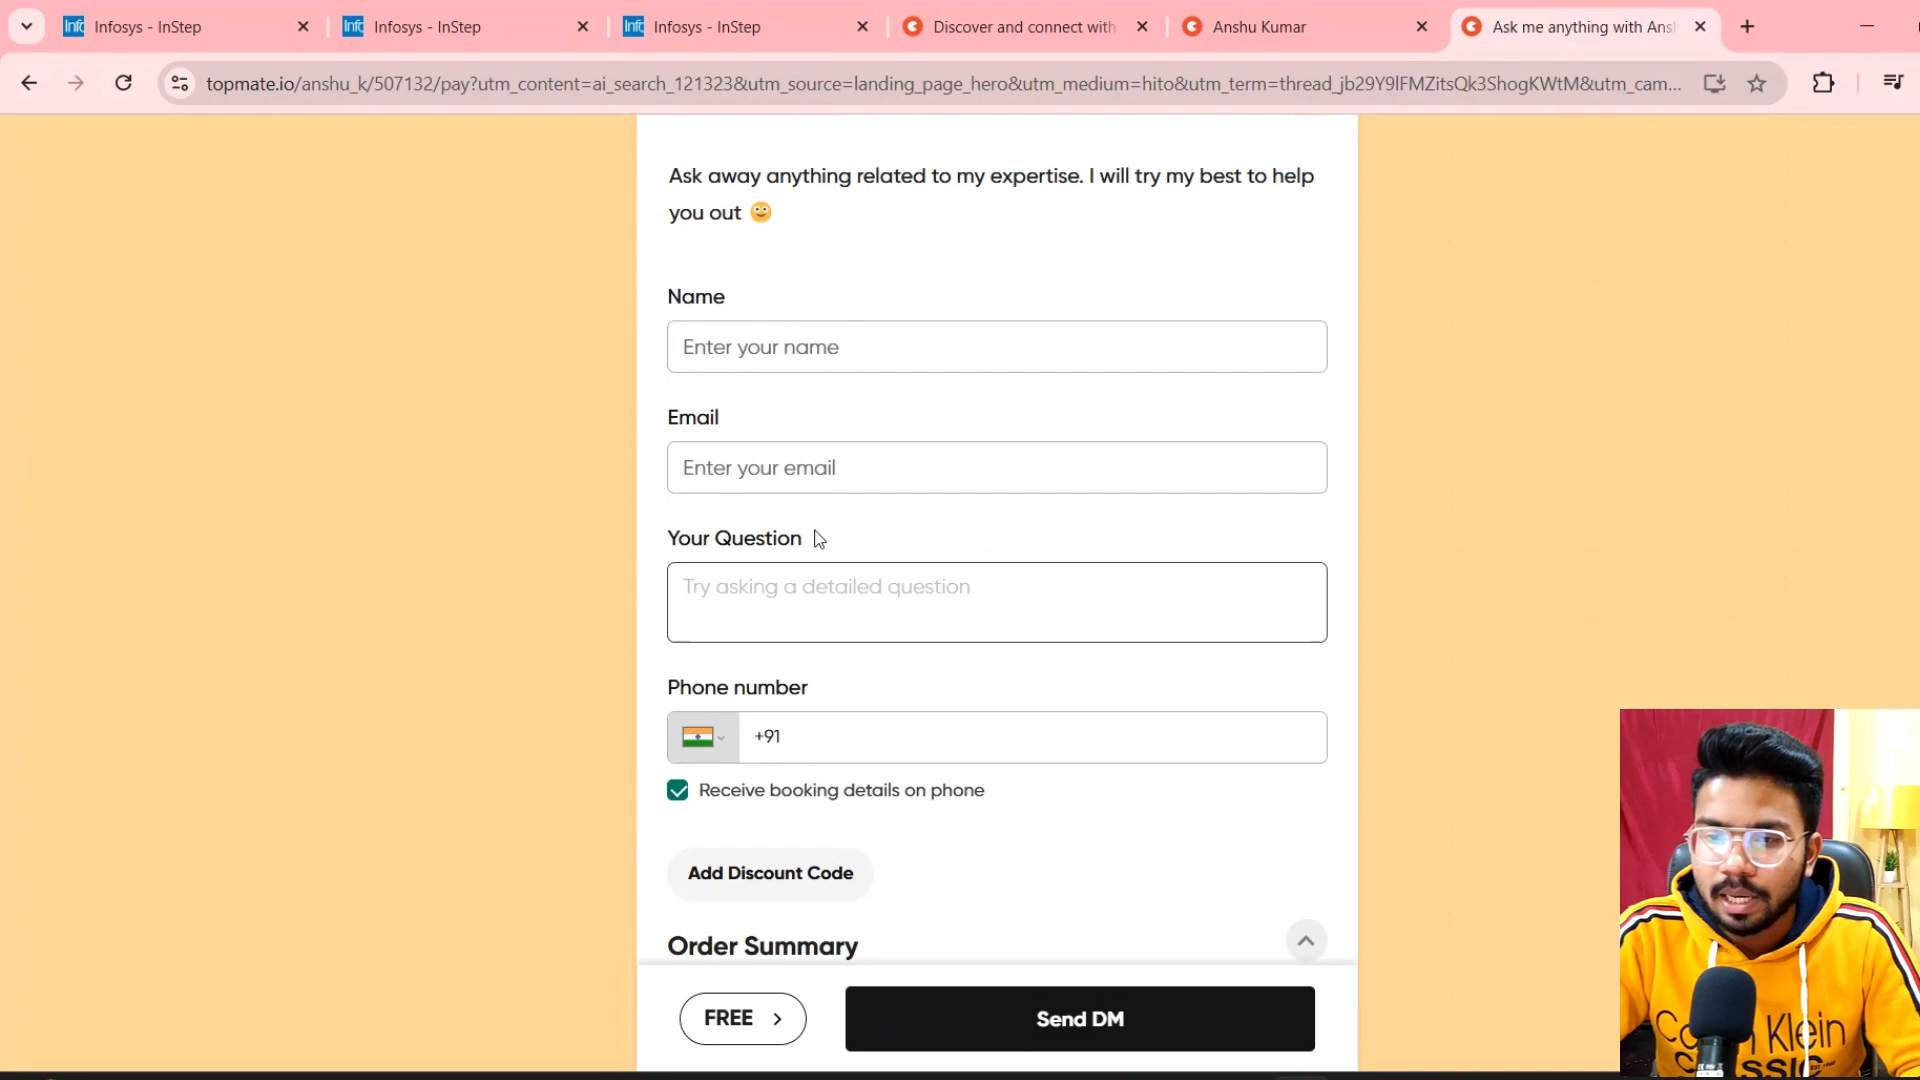 Infosys - InStep
Infosys - InStep
Infosys - InStep
Discover and connect with
Anshu Kumar
Ask me anything with Ans
topmate.io/anshu_k/507132/pay?utm_content=ai_search_121323&utm_source=landing_page_hero&utm_medium=hito&utm_term=thread_jb29Y9lFMZitsQk3ShogKWtM&utm_cam...
Ask away anything related to my expertise. I will try my best to help
you out
Name
Enter your name
Email
Enter your email
Your Question
Try asking a detailed question
Phone number
+91
Receive booking details on phone
Add Discount Code
Order Summary
FREE
Send DM
Klein